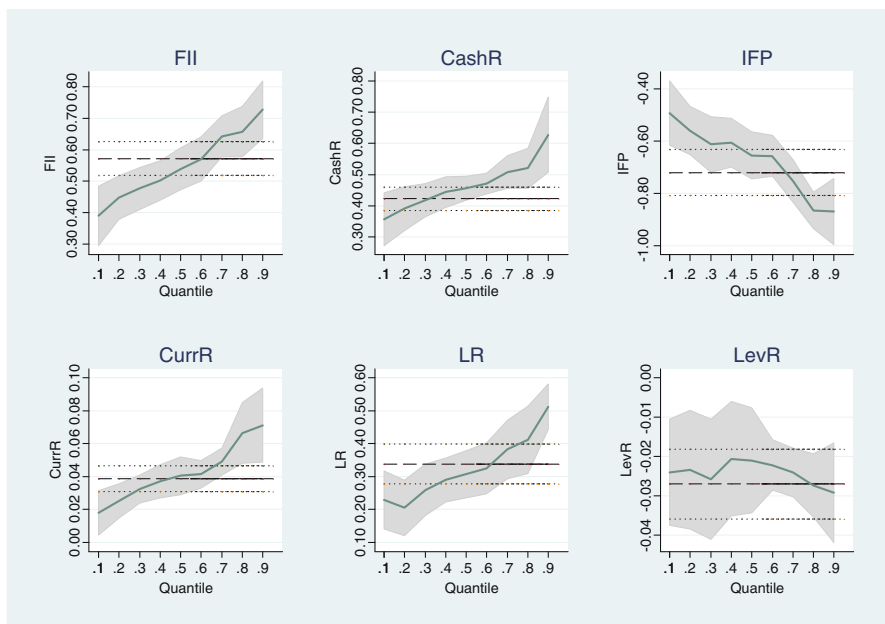 FII
CashR
IFP
FII
0.30 0.40 0.50 0.60 0.70 0.80
.1 .2 .3 .4 .5 .6 .7 .8 .9
Quantile
CashR
0.30 0.40 0.50 0.60 0.70 0.80
.1 .2 .3 .4 .5 .6 .7 .8 .9
Quantile
IFP
-1.00 -0.80 -0.60 -0.40
.1 .2 .3 .4 .5 .6 .7 .8 .9
Quantile
CurrR
LR
LevR
CurrR
0.00 0.02 0.04 0.06 0.08 0.10
.1 .2 .3 .4 .5 .6 .7 .8 .9
Quantile
LR
0.10 0.20 0.30 0.40 0.50 0.60
.1 .2 .3 .4 .5 .6 .7 .8 .9
Quantile
LevR
-0.04 -0.03 -0.02 -0.01 0.00
.1 .2 .3 .4 .5 .6 .7 .8 .9
Quantile